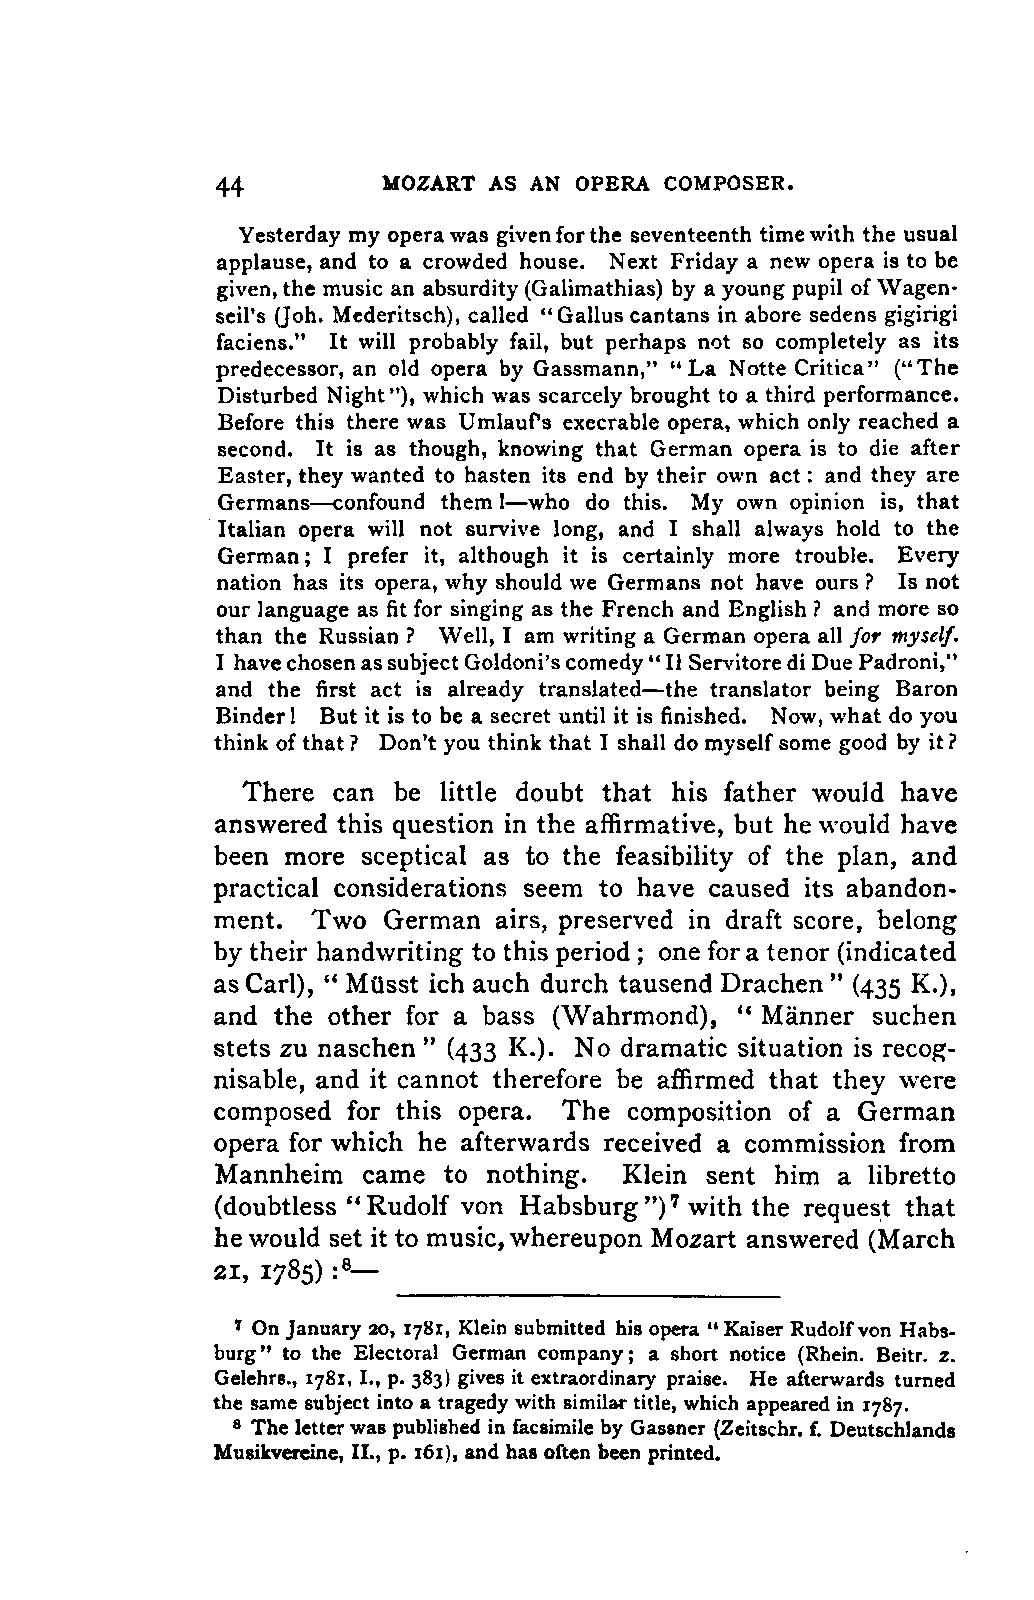 44 MOZART AS AN OPERA COMPOSER.
Yesterday my opera was given for the seventeenth time with the usual
applause, and to a crowded house. Next Friday a new opera is to be
given, the music an absurdity (Galimathias) by a young pupil of Wagen-
seil's (Joh. Mederitsch), called "Gallus cantans in abore sedens gigirigi
faciens." It will probably fail, but perhaps not so completely as its
predecessor, an old opera by Gassmann," "La Notte Critica" ("The
Disturbed Night"), which was scarcely brought to a third performance.
Before this there was Umlauf's execrable opera, which only reached a
second. It is as though, knowing that German opera is to die after
Easter, they wanted to hasten its end by their own act: and they are
Germans—confound them!—who do this. My own opinion is, that
Italian opera will not survive long, and I shall always hold to the
German; I prefer it, although it is certainly more trouble. Every
nation has its opera, why should we Germans not have ours? Is not
our language as fit for singing as the French and English? and more so
than the Russian? Well, I am writing a German opera all for myself.
I have chosen as subject Goldoni's comedy "Il Servitore di Due Padroni,"
and the first act is already translated—the translator being Baron
Binder! But it is to be a secret until it is finished. Now, what do you
think of that? Don't you think that I shall do myself some good by it?
There can be little doubt that his father would have
answered this question in the affirmative, but he would have
been more sceptical as to the feasibility of the plan, and
practical considerations seem to have caused its abandon-
ment. Two German airs, preserved in draft score, belong
by their handwriting to this period; one for a tenor (indicated
as Carl), "Müsst ich auch durch tausend Drachen" (435 K.),
and the other for a bass (Wahrmond), "Männer suchen
stets zu naschen" (433 K.). No dramatic situation is recog-
nisable, and it cannot therefore be affirmed that they were
composed for this opera. The composition of a German
opera for which he afterwards received a commission from
Mannheim came to nothing. Klein sent him a libretto
(doubtless "Rudolf von Habsburg")⁷ with the request that
he would set it to music, whereupon Mozart answered (March
21, 1785):⁸—
⁷ On January 20, 1781, Klein submitted his opera "Kaiser Rudolf von Habs-
burg" to the Electoral German company; a short notice (Rhein. Beitr. z.
Gelehrs., 1781, I., p. 383) gives it extraordinary praise. He afterwards turned
the same subject into a tragedy with similar title, which appeared in 1787.
⁸ The letter was published in facsimile by Gassner (Zeitschr. f. Deutschlands
Musikvereine, II., p. 161), and has often been printed.